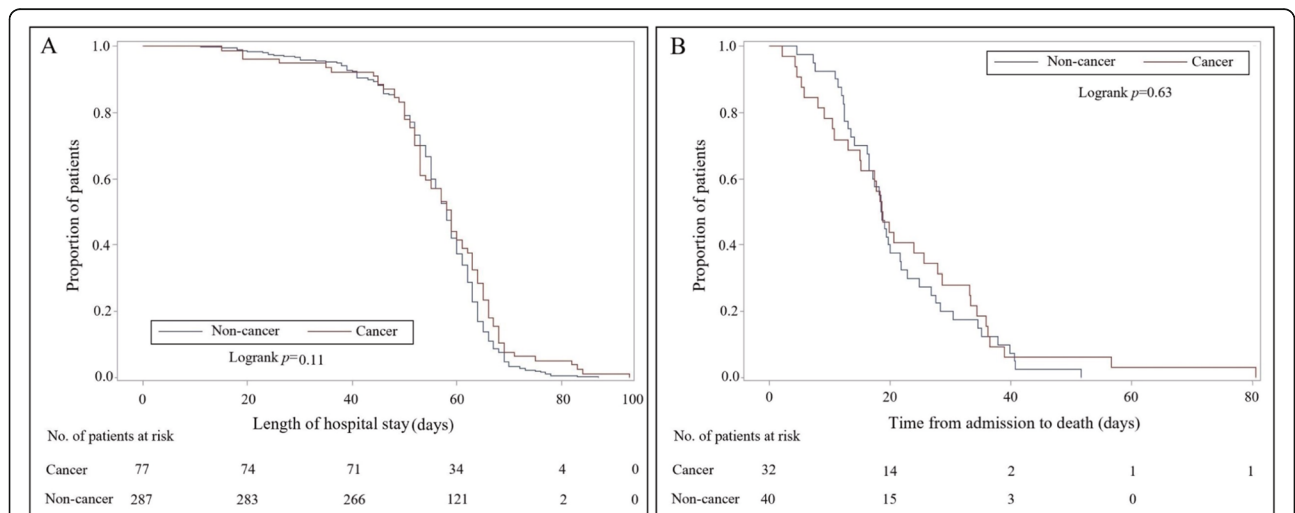 A
1.0
0.8
0.6
0.4
0.2
0.0
Proportion of patients
Non-cancer Cancer
Logrank p=0.11
0 20 40 60 80 100
Length of hospital stay (days)
No. of patients at risk
Cancer 77 74 71 34 4 0
Non-cancer 287 283 266 121 2 0
B
1.0
0.8
0.6
0.4
0.2
0.0
Proportion of patients
Non-cancer Cancer
Logrank p=0.63
0 20 40 60 80
Time from admission to death (days)
No. of patients at risk
Cancer 32 14 2 1 1
Non-cancer 40 15 3 0